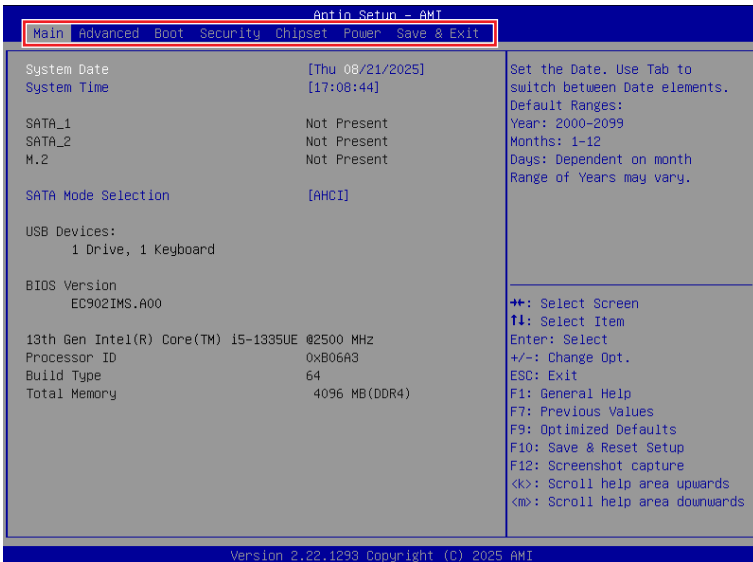 Aptio Setup – AMI
Main Advanced Boot Security Chipset Power Save & Exit
System Date [Thu 08/21/2025]
System Time [17:08:44]
SATA_1 Not Present
SATA_2 Not Present
M.2 Not Present
SATA Mode Selection [AHCI]
USB Devices:
1 Drive, 1 Keyboard
BIOS Version
EC902IMS.A00
13th Gen Intel(R) Core(TM) i5-1335UE @2500 MHz
Processor ID 0xB06A3
Build Type 64
Total Memory 4096 MB(DDR4)
Set the Date. Use Tab to
switch between Date elements.
Default Ranges:
Year: 2000-2099
Months: 1-12
Days: Dependent on month
Range of Years may vary.
→←: Select Screen
↑↓: Select Item
Enter: Select
+/-: Change Opt.
ESC: Exit
F1: General Help
F7: Previous Values
F9: Optimized Defaults
F10: Save & Reset Setup
F12: Screenshot capture
<k>: Scroll help area upwards
<m>: Scroll help area downwards
Version 2.22.1293 Copyright (C) 2025 AMI